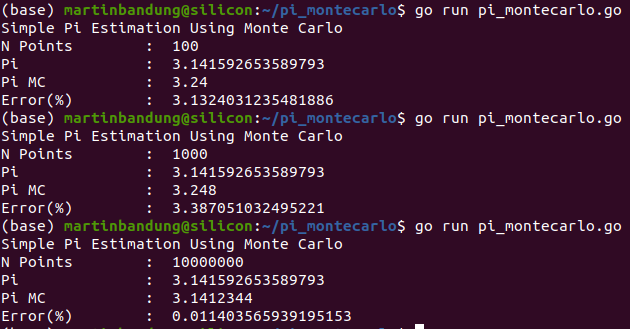 (base) martinbandung@silicon:~/pi_montecarlo$ go run pi_montecarlo.go
Simple Pi Estimation Using Monte Carlo
N Points         :  100
Pi               :  3.141592653589793
Pi MC            :  3.24
Error(%)         :  3.1324031235481886
(base) martinbandung@silicon:~/pi_montecarlo$ go run pi_montecarlo.go
Simple Pi Estimation Using Monte Carlo
N Points         :  1000
Pi               :  3.141592653589793
Pi MC            :  3.248
Error(%)         :  3.387051032495221
(base) martinbandung@silicon:~/pi_montecarlo$ go run pi_montecarlo.go
Simple Pi Estimation Using Monte Carlo
N Points         :  10000000
Pi               :  3.141592653589793
Pi MC            :  3.1412344
Error(%)         :  0.011403565939195153
(base) martinbandung@silicon:~/pi_montecarlo$